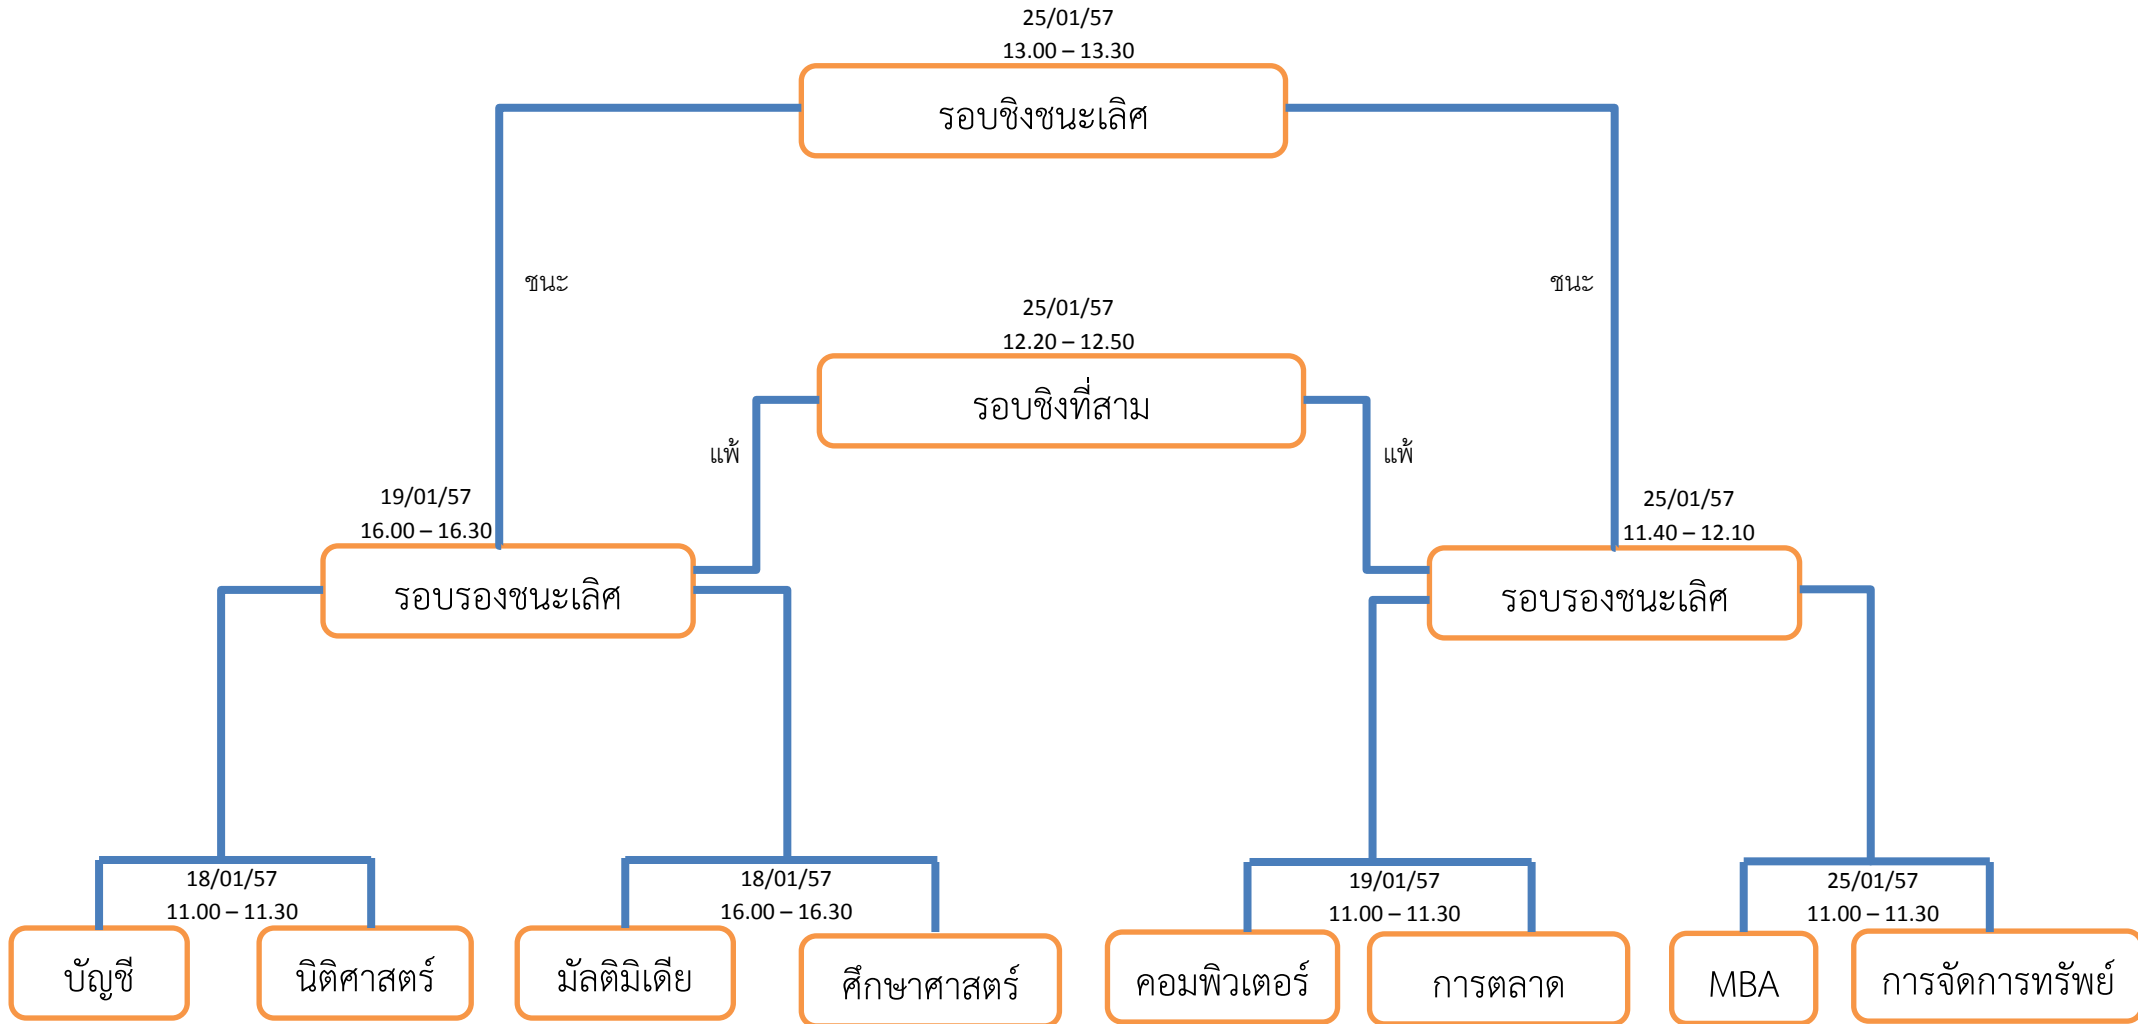 25/01/57
13.00 – 13.30
รอบชิงชนะเลิศ
ชนะ
ชนะ
25/01/57
12.20 – 12.50
รอบชิงที่สาม
แพ้
แพ้
19/01/57
16.00 – 16.30
รอบรองชนะเลิศ
25/01/57
11.40 – 12.10
รอบรองชนะเลิศ
18/01/57
11.00 – 11.30
18/01/57
16.00 – 16.30
19/01/57
11.00 – 11.30
25/01/57
11.00 – 11.30
บัญชี
นิติศาสตร์
มัลติมิเดีย
ศึกษาศาสตร์
คอมพิวเตอร์
การตลาด
MBA
การจัดการทรัพย์